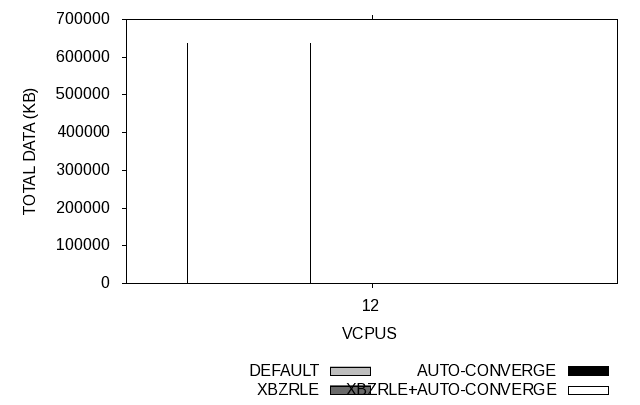 700000
600000
500000
400000
300000
200000
100000
0
TOTAL DATA (KB)
12
VCPUS
DEFAULT
AUTO-CONVERGE
XBZRLE
XBZRLE+AUTO-CONVERGE